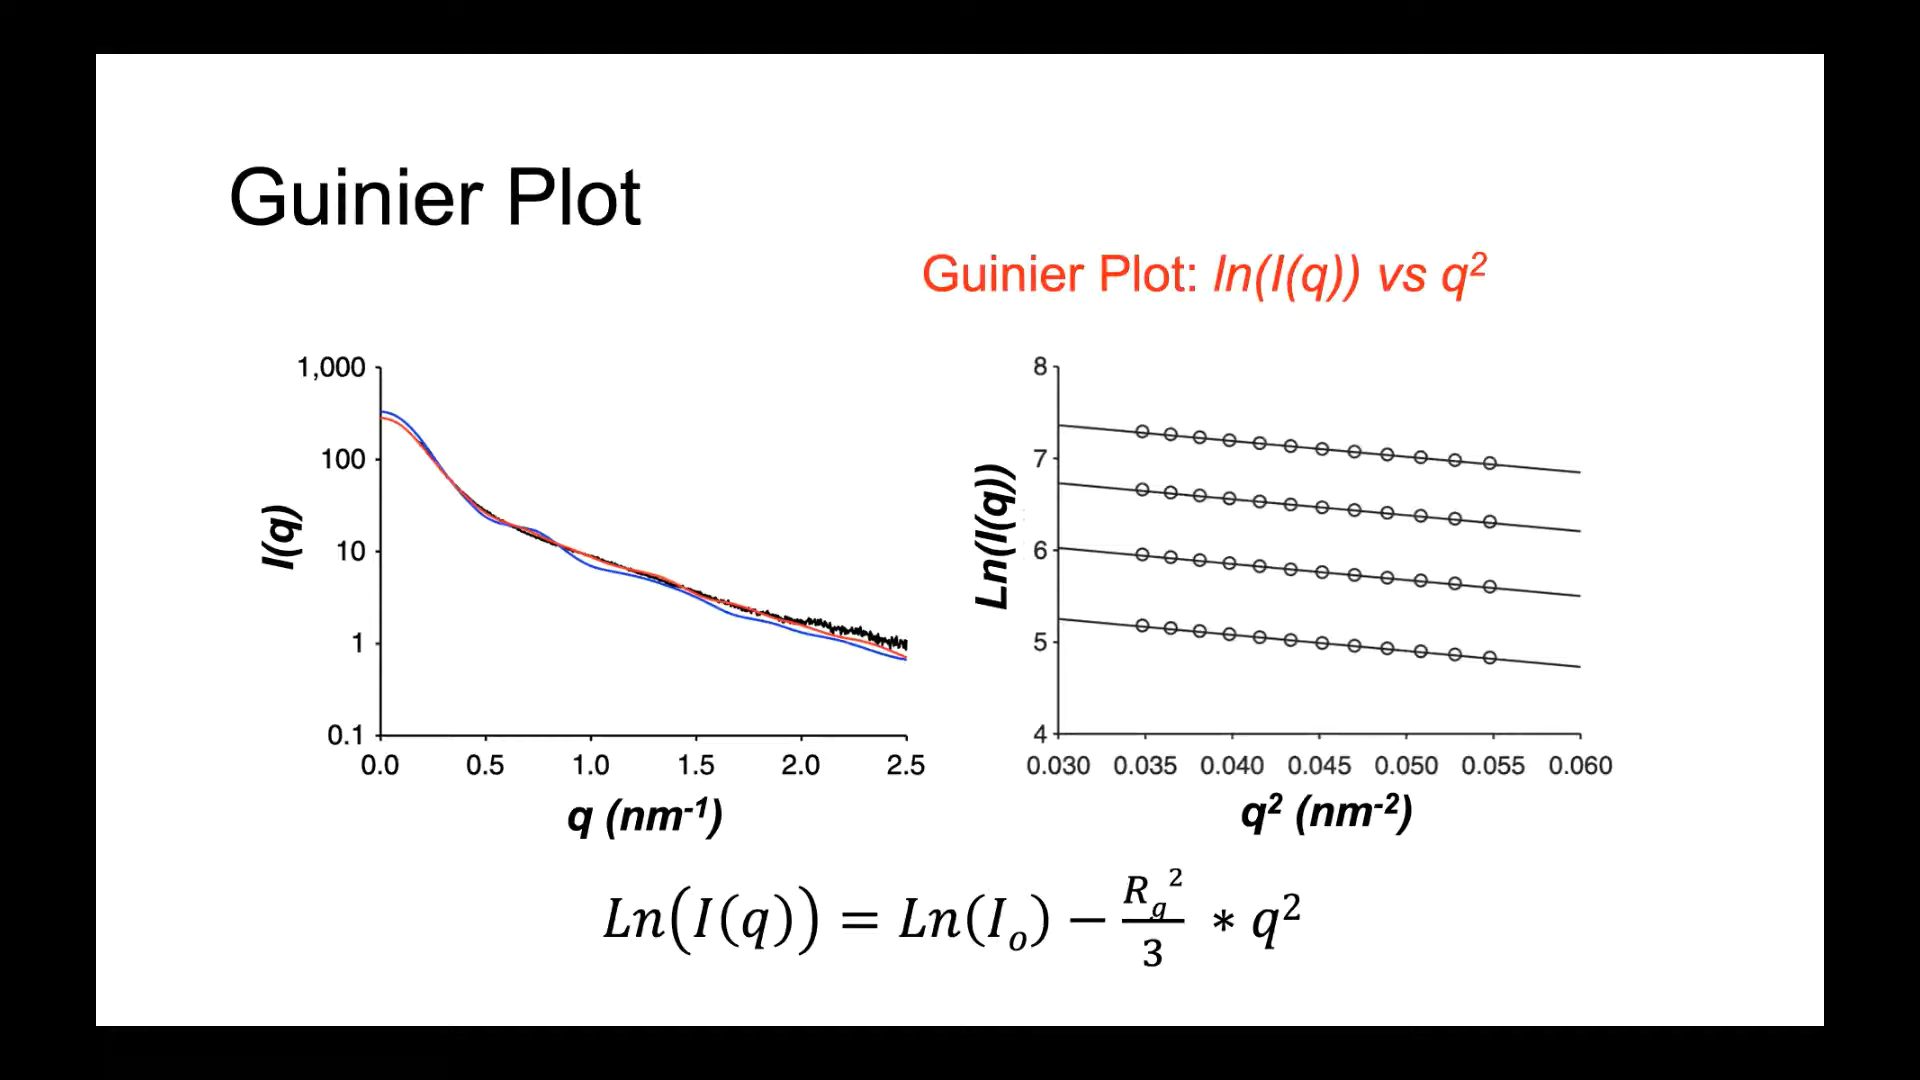 Guinier Plot
Guinier Plot: ln(I(q)) vs q²
1,000
100
10
1
0.1
I(q)
0.0 0.5 1.0 1.5 2.0 2.5
q (nm⁻¹)
8
7
6
5
4
Ln(I(q))
0.030 0.035 0.040 0.045 0.050 0.055 0.060
q² (nm⁻²)
Ln(I(q)) = Ln(Iₒ) − R_g²/3 * q²